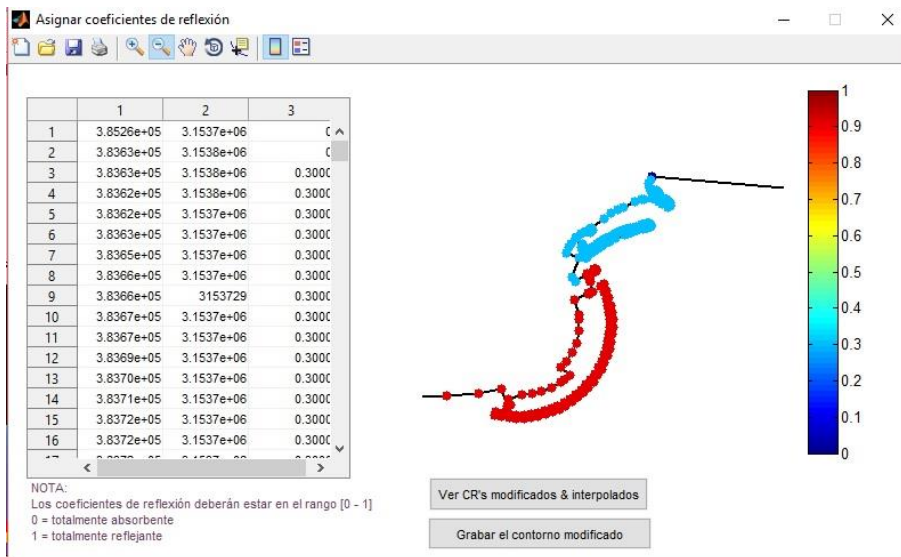 Asignar coeficientes de reflexión
1 2 3
1 3.8526e+05 3.1537e+06 0
2 3.8363e+05 3.1538e+06 0
3 3.8363e+05 3.1538e+06 0.3000
4 3.8362e+05 3.1538e+06 0.3000
5 3.8362e+05 3.1537e+06 0.3000
6 3.8363e+05 3.1537e+06 0.3000
7 3.8365e+05 3.1537e+06 0.3000
8 3.8366e+05 3.1537e+06 0.3000
9 3.8366e+05 3153729 0.3000
10 3.8367e+05 3.1537e+06 0.3000
11 3.8367e+05 3.1537e+06 0.3000
12 3.8369e+05 3.1537e+06 0.3000
13 3.8370e+05 3.1537e+06 0.3000
14 3.8371e+05 3.1537e+06 0.3000
15 3.8372e+05 3.1537e+06 0.3000
16 3.8372e+05 3.1537e+06 0.3000
NOTA:
Los coeficientes de reflexión deberán estar en el rango [0 - 1]
0 = totalmente absorbente
1 = totalmente reflejante
Ver CR's modificados & interpolados
Grabar el contorno modificado
1
0.9
0.8
0.7
0.6
0.5
0.4
0.3
0.2
0.1
0